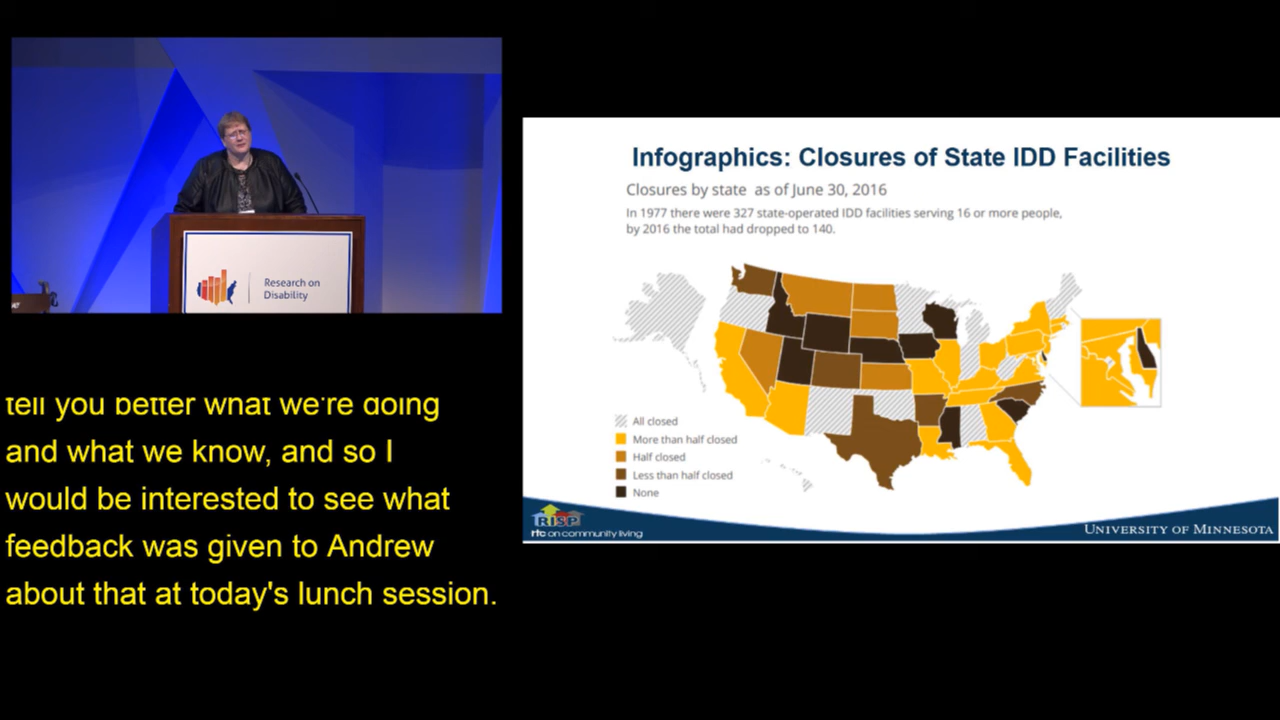 Research on
Disability
tell you better what we're doing
and what we know, and so I
would be interested to see what
feedback was given to Andrew
about that at today's lunch session.
Infographics: Closures of State IDD Facilities
Closures by state as of June 30, 2016
In 1977 there were 327 state-operated IDD facilities serving 16 or more people,
by 2016 the total had dropped to 140.
All closed
More than half closed
Half closed
Less than half closed
None
RISP
rtc on community living
UNIVERSITY OF MINNESOTA